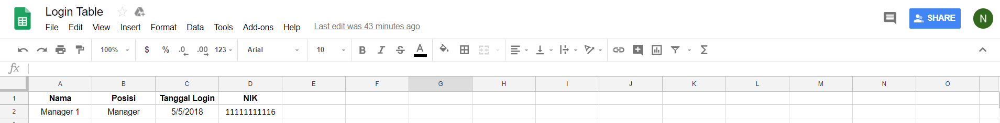 Login Table
File Edit View Insert Format Data Tools Add-ons Help Last edit was 43 minutes ago
SHARE
N
100% $ % .0 .00 123 Arial 10 B I S A Σ
fx
A B C D E F G H I J K L M N O
1 Nama Posisi Tanggal Login NIK
2 Manager 1 Manager 5/5/2018 11111111116